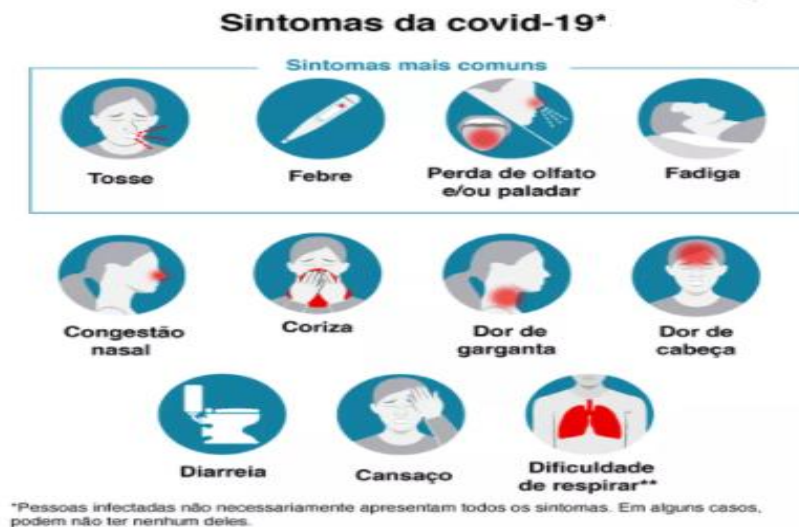 Sintomas da covid-19*
Sintomas mais comuns
Tosse
Febre
Perda de olfato
e/ou paladar
Fadiga
Congestão
nasal
Coriza
Dor de
garganta
Dor de
cabeça
Diarreia
Cansaço
Dificuldade
de respirar**
*Pessoas infectadas não necessariamente apresentam todos os sintomas. Em alguns casos,
podem não ter nenhum deles.